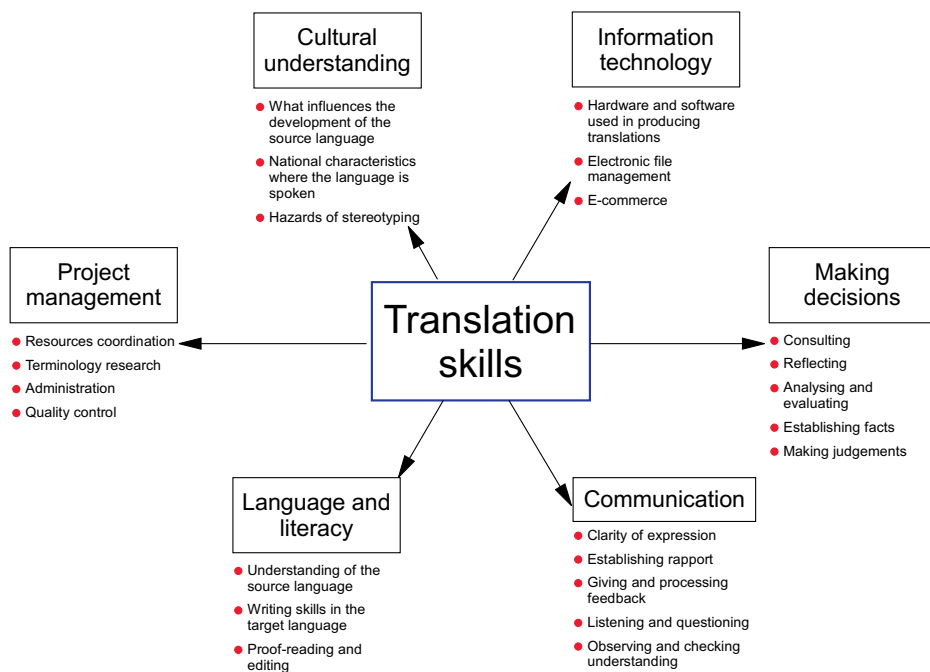 Cultural
understanding
What influences the
development of the
source language
National characteristics
where the language is
spoken
Hazards of stereotyping
Information
technology
Hardware and software
used in producing
translations
Electronic file
management
E-commerce
Project
management
Resources coordination
Terminology research
Administration
Quality control
Translation
skills
Making
decisions
Consulting
Reflecting
Analysing and
evaluating
Establishing facts
Making judgements
Language and
literacy
Understanding of the
source language
Writing skills in the
target language
Proof-reading and
editing
Communication
Clarity of expression
Establishing rapport
Giving and processing
feedback
Listening and questioning
Observing and checking
understanding